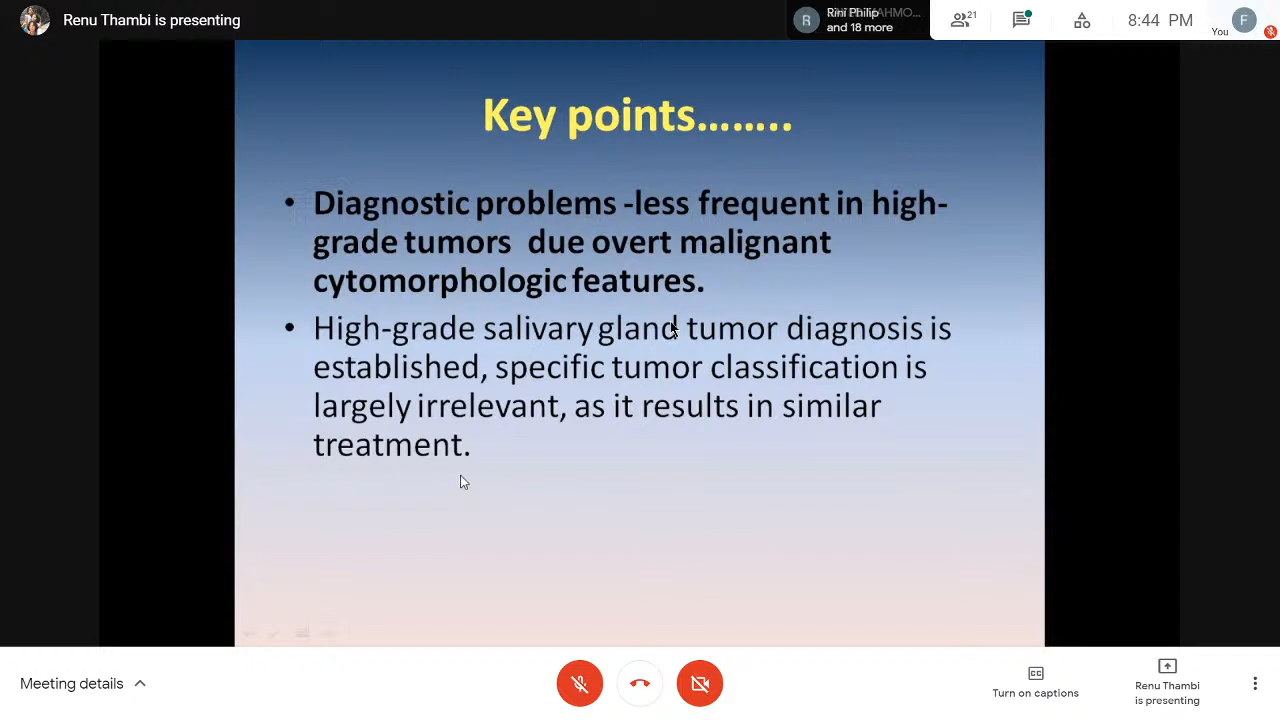 Renu Thambi is presenting
R
Rini Philip
and 18 more
21
8:44 PM
You
F
Key points……..
• Diagnostic problems -less frequent in high-
grade tumors due overt malignant
cytomorphologic features.
• High-grade salivary gland tumor diagnosis is
established, specific tumor classification is
largely irrelevant, as it results in similar
treatment.
Meeting details
CC
Turn on captions
Renu Thambi
is presenting